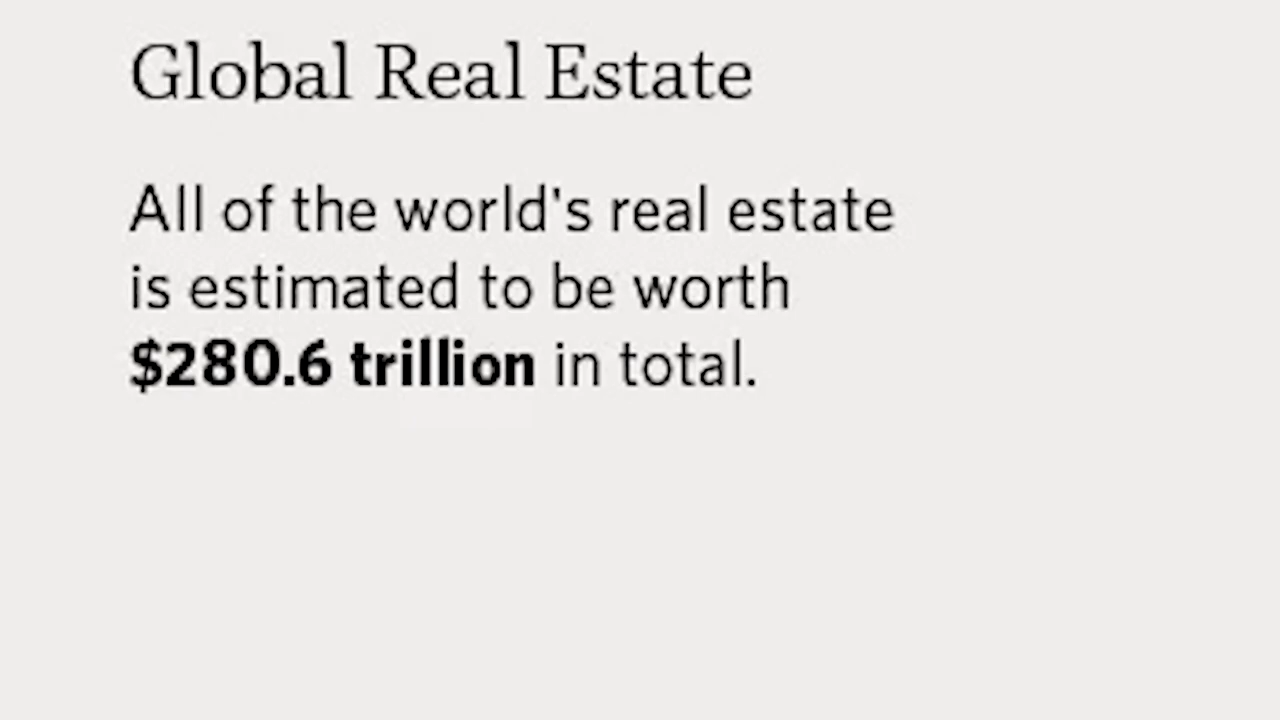 Global Real Estate
All of the world's real estate
is estimated to be worth
$280.6 trillion in total.